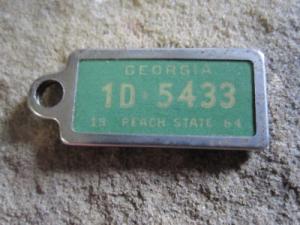 GEORGIA
1D·5433
19 PEACH STATE 64